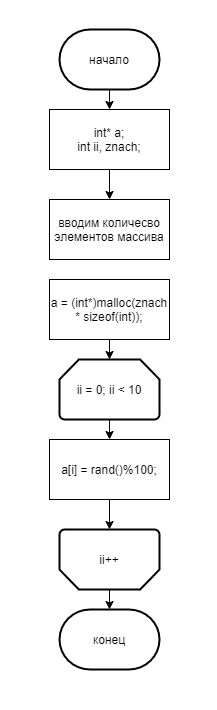 начало
int* a;
int ii, znach;
вводим количесво
элементов массива
a = (int*)malloc(znach
* sizeof(int));
ii = 0; ii < 10
a[i] = rand()%100;
ii++
конец